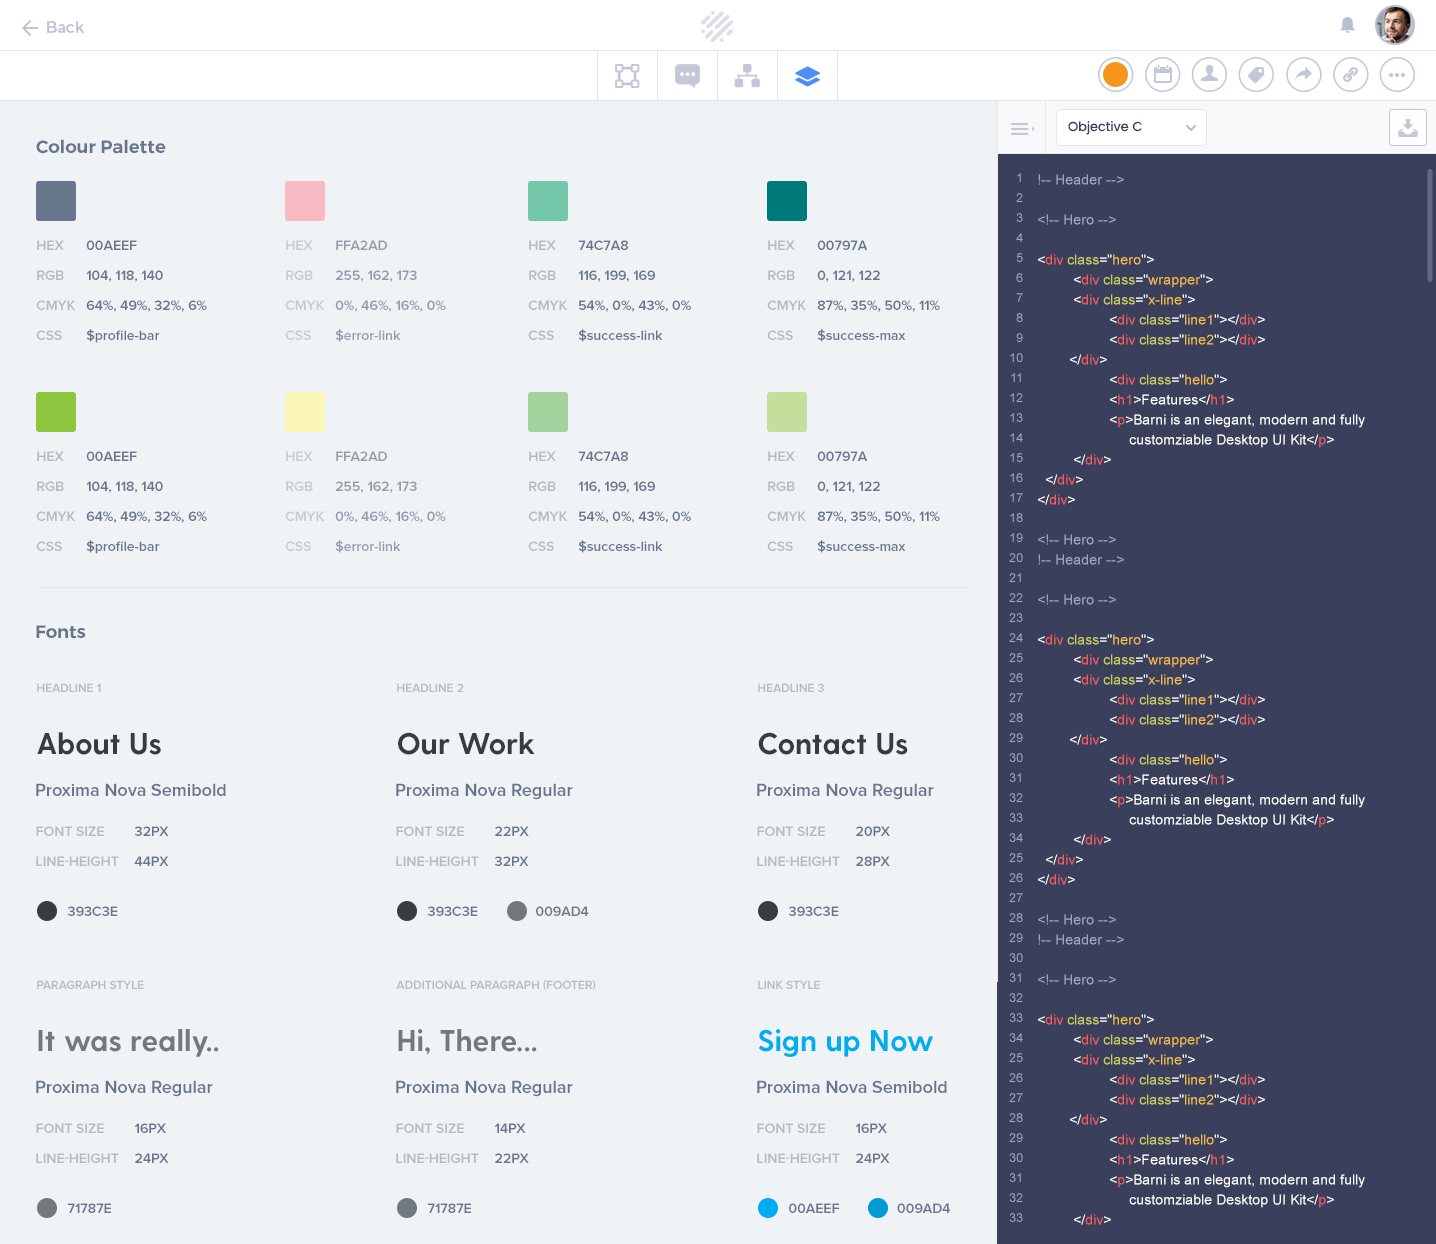 Back
Objective C
Colour Palette
HEX 00AEEF
RGB 104, 118, 140
CMYK 64%, 49%, 32%, 6%
CSS $profile-bar
HEX FFA2AD
RGB 255, 162, 173
CMYK 0%, 46%, 16%, 0%
CSS $error-link
HEX 74C7A8
RGB 116, 199, 169
CMYK 54%, 0%, 43%, 0%
CSS $success-link
HEX 00797A
RGB 0, 121, 122
CMYK 87%, 35%, 50%, 11%
CSS $success-max
HEX 00AEEF
RGB 104, 118, 140
CMYK 64%, 49%, 32%, 6%
CSS $profile-bar
HEX FFA2AD
RGB 255, 162, 173
CMYK 0%, 46%, 16%, 0%
CSS $error-link
HEX 74C7A8
RGB 116, 199, 169
CMYK 54%, 0%, 43%, 0%
CSS $success-link
HEX 00797A
RGB 0, 121, 122
CMYK 87%, 35%, 50%, 11%
CSS $success-max
Fonts
HEADLINE 1
About Us
Proxima Nova Semibold
FONT SIZE 32PX
LINE-HEIGHT 44PX
393C3E
HEADLINE 2
Our Work
Proxima Nova Regular
FONT SIZE 22PX
LINE-HEIGHT 32PX
393C3E 009AD4
HEADLINE 3
Contact Us
Proxima Nova Regular
FONT SIZE 20PX
LINE-HEIGHT 28PX
393C3E
PARAGRAPH STYLE
It was really..
Proxima Nova Regular
FONT SIZE 16PX
LINE-HEIGHT 24PX
71787E
ADDITIONAL PARAGRAPH (FOOTER)
Hi, There...
Proxima Nova Regular
FONT SIZE 14PX
LINE-HEIGHT 22PX
71787E
LINK STYLE
Sign up Now
Proxima Nova Semibold
FONT SIZE 16PX
LINE-HEIGHT 24PX
00AEEF 009AD4
1 !-- Header -->
2
3 <!-- Hero -->
4
5 <div class="hero">
6 <div class="wrapper">
7 <div class="x-line">
8 <div class="line1"></div>
9 <div class="line2"></div>
10 </div>
11 <div class="hello">
12 <h1>Features</h1>
13 <p>Barni is an elegant, modern and fully
14 customziable Desktop UI Kit</p>
15 </div>
16 </div>
17 </div>
18
19 <!-- Hero -->
20 !-- Header -->
21
22 <!-- Hero -->
23
24 <div class="hero">
25 <div class="wrapper">
26 <div class="x-line">
27 <div class="line1"></div>
28 <div class="line2"></div>
29 </div>
30 <div class="hello">
31 <h1>Features</h1>
32 <p>Barni is an elegant, modern and fully
33 customziable Desktop UI Kit</p>
34 </div>
25 </div>
26 </div>
27
28 <!-- Hero -->
29 !-- Header -->
30
31 <!-- Hero -->
32
33 <div class="hero">
34 <div class="wrapper">
25 <div class="x-line">
26 <div class="line1"></div>
27 <div class="line2"></div>
28 </div>
29 <div class="hello">
30 <h1>Features</h1>
31 <p>Barni is an elegant, modern and fully
32 customziable Desktop UI Kit</p>
33 </div>